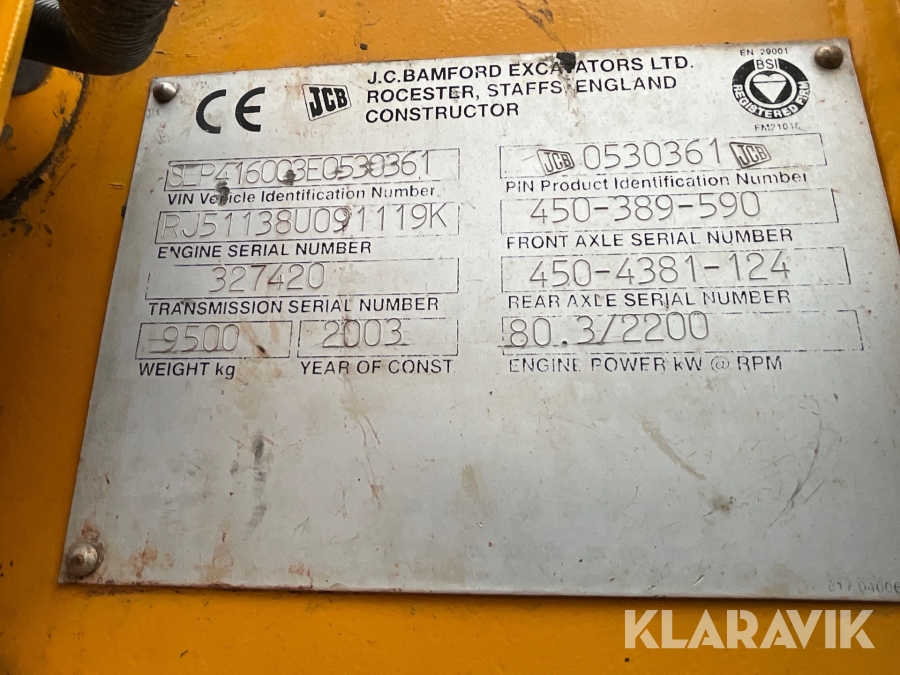 CE JCB
J.C.BAMFORD EXCAVATORS LTD.
ROCESTER, STAFFS, ENGLAND
CONSTRUCTOR
EN 29001
BSI
REGISTERED FIRM
SLP416003E0530361
VIN Vehicle Identification Number
RJ51138U091119K
ENGINE SERIAL NUMBER
327420
TRANSMISSION SERIAL NUMBER
9500
WEIGHT kg
2003
YEAR OF CONST
JCB 0530361 JCB
PIN Product Identification Number
450-389-590
FRONT AXLE SERIAL NUMBER
450-4381-124
REAR AXLE SERIAL NUMBER
80.3/2200
ENGINE POWER kW @ RPM
KLARAVIK